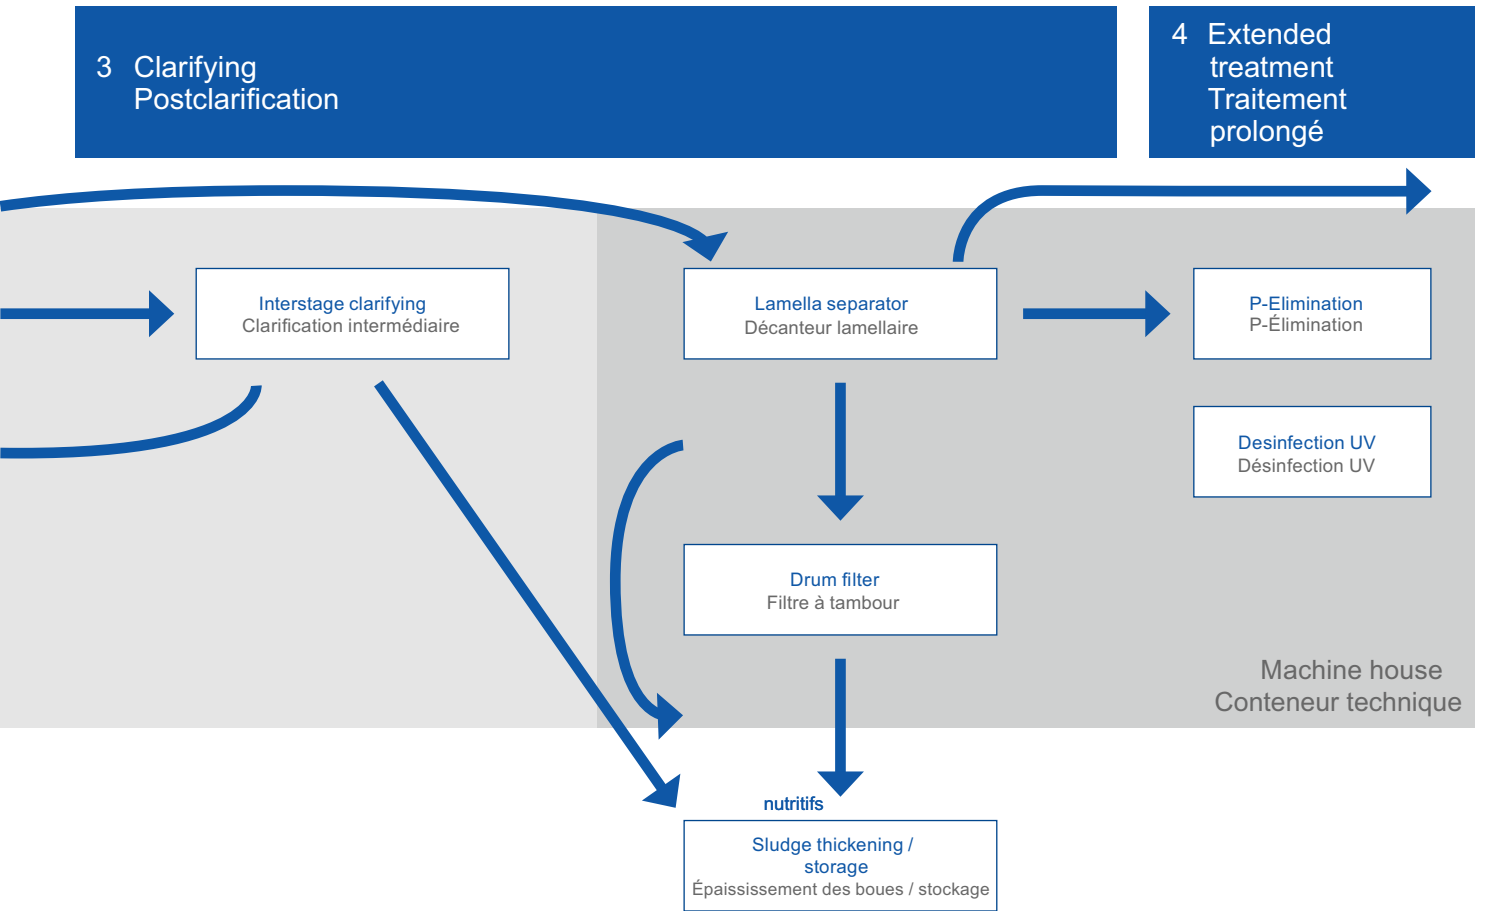 3 Clarifying
Postclarification
4 Extended
treatment
Traitement
prolongé
Interstage clarifying
Clarification intermédiaire
Lamella separator
Décanteur lamellaire
P-Elimination
P-Élimination
Desinfection UV
Désinfection UV
Drum filter
Filtre à tambour
Machine house
Conteneur technique
nutritifs
Sludge thickening /
storage
Épaississement des boues / stockage